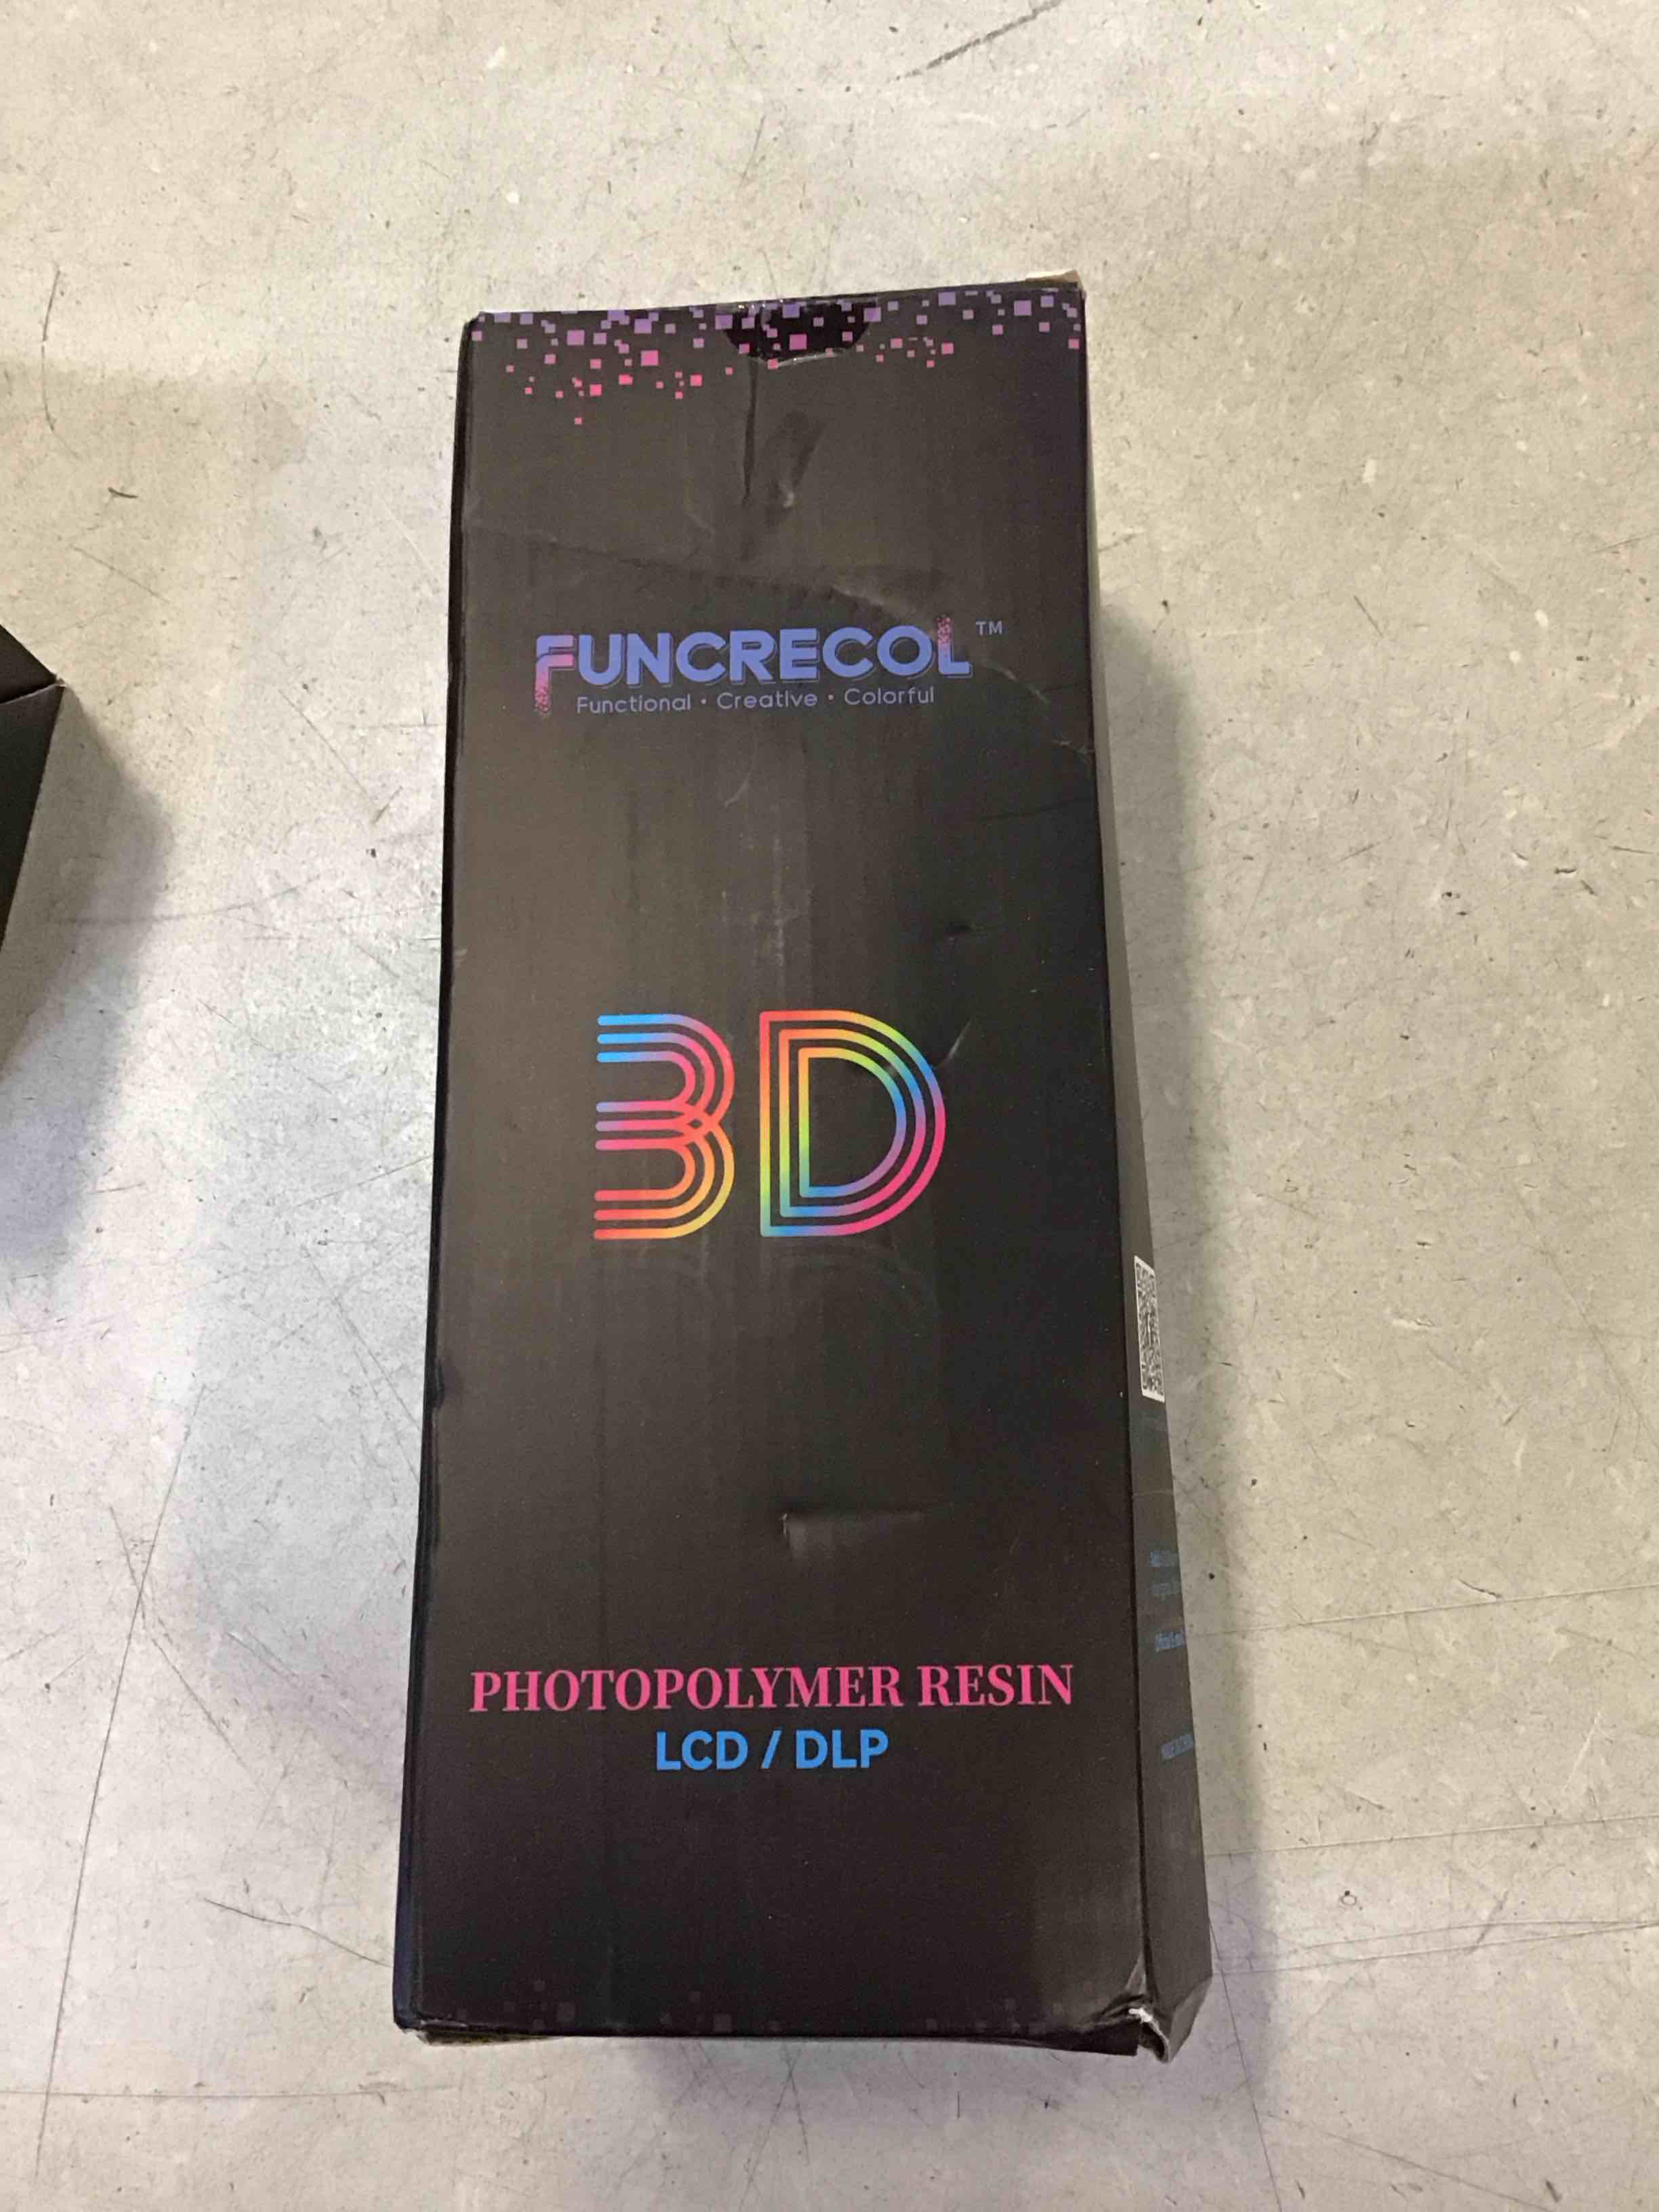 FUNCRECOL™
Functional • Creative • Colorful
3D
PHOTOPOLYMER RESIN
LCD / DLP